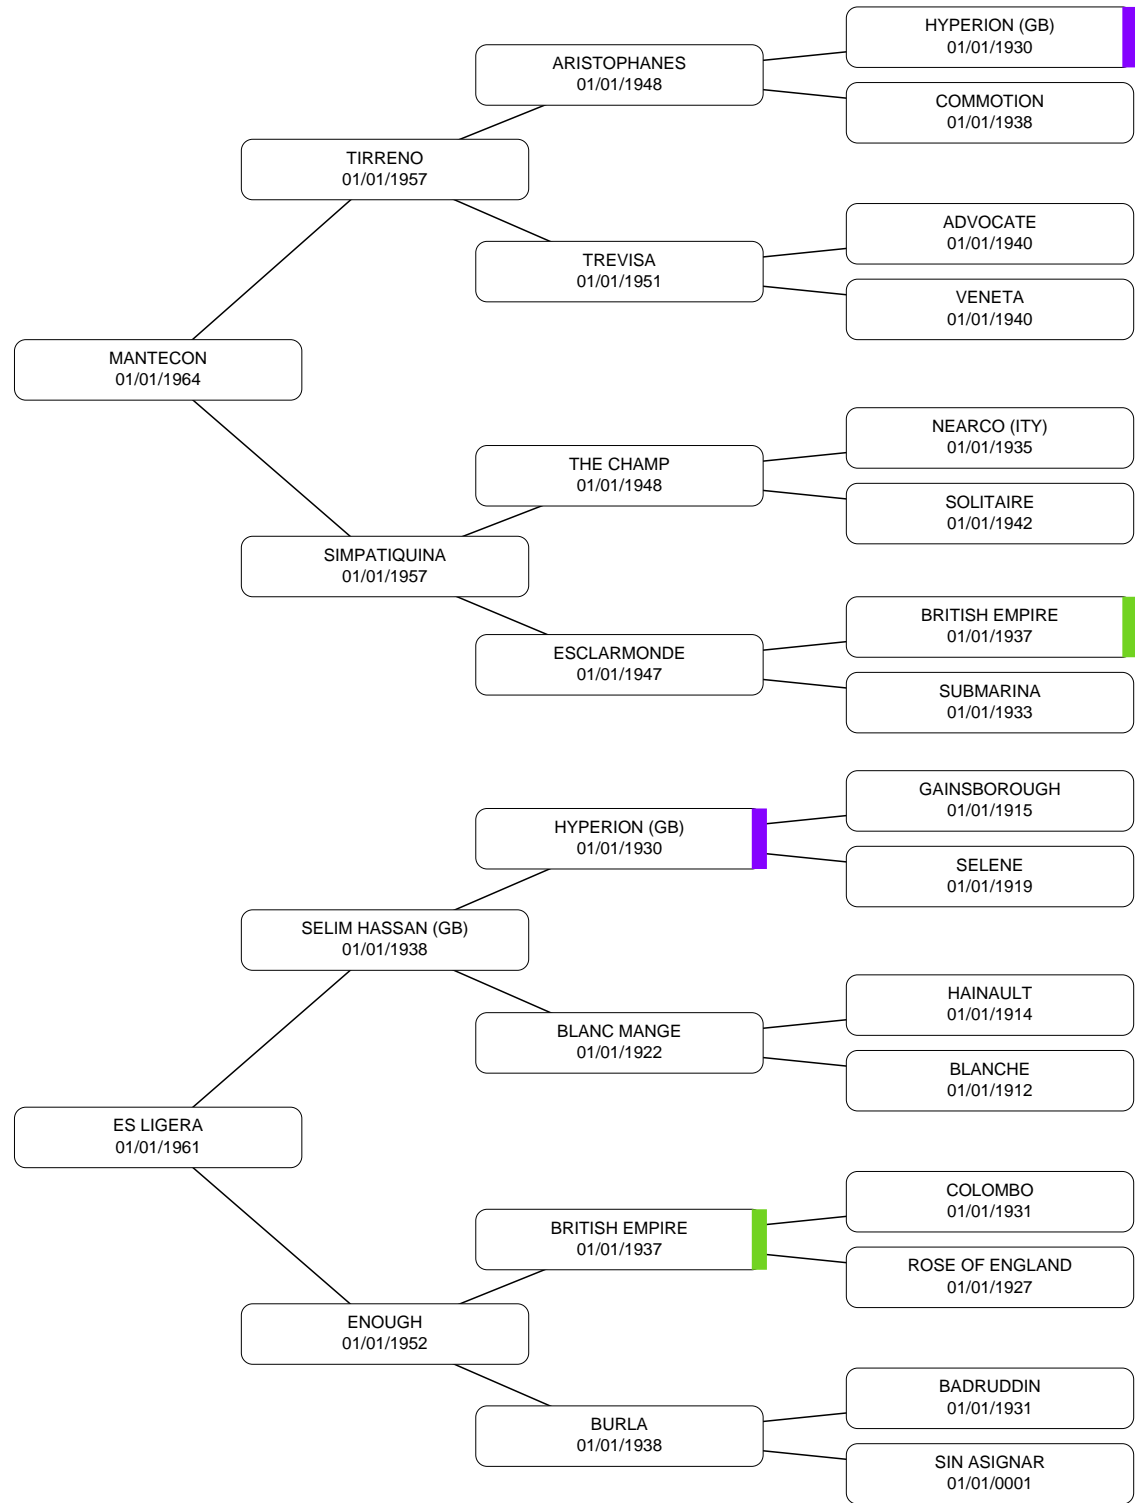 HYPERION (GB)
01/01/1930
ARISTOPHANES
01/01/1948
COMMOTION
01/01/1938
TIRRENO
01/01/1957
ADVOCATE
01/01/1940
TREVISA
01/01/1951
VENETA
01/01/1940
MANTECON
01/01/1964
NEARCO (ITY)
01/01/1935
THE CHAMP
01/01/1948
SOLITAIRE
01/01/1942
SIMPATIQUINA
01/01/1957
BRITISH EMPIRE
01/01/1937
ESCLARMONDE
01/01/1947
SUBMARINA
01/01/1933
GAINSBOROUGH
01/01/1915
HYPERION (GB)
01/01/1930
SELENE
01/01/1919
SELIM HASSAN (GB)
01/01/1938
HAINAULT
01/01/1914
BLANC MANGE
01/01/1922
BLANCHE
01/01/1912
ES LIGERA
01/01/1961
COLOMBO
01/01/1931
BRITISH EMPIRE
01/01/1937
ROSE OF ENGLAND
01/01/1927
ENOUGH
01/01/1952
BADRUDDIN
01/01/1931
BURLA
01/01/1938
SIN ASIGNAR
01/01/0001